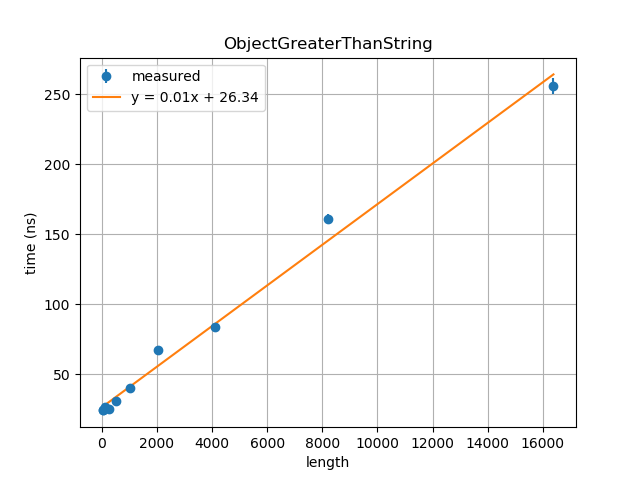 ObjectGreaterThanString
measured
y = 0.01x + 26.34
250
200
150
100
50
time (ns)
0 2000 4000 6000 8000 10000 12000 14000 16000
length